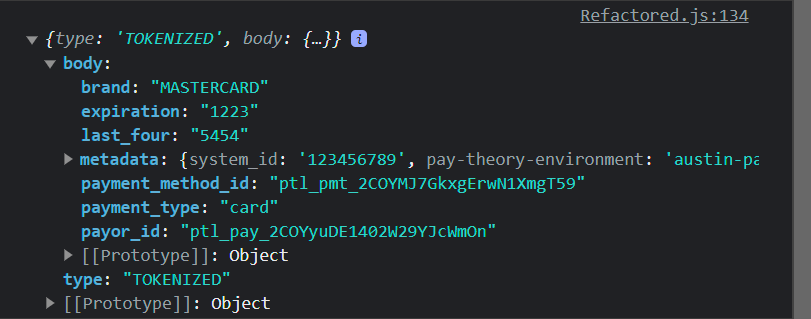 Refactored.js:134
{type: 'TOKENIZED', body: {…}} i
body:
brand: "MASTERCARD"
expiration: "1223"
last_four: "5454"
metadata: {system_id: '123456789', pay-theory-environment: 'austin-pa
payment_method_id: "ptl_pmt_2COYMJ7GkxgErwN1XmgT59"
payment_type: "card"
payor_id: "ptl_pay_2COYyuDE1402W29YJcWmOn"
[[Prototype]]: Object
type: "TOKENIZED"
[[Prototype]]: Object